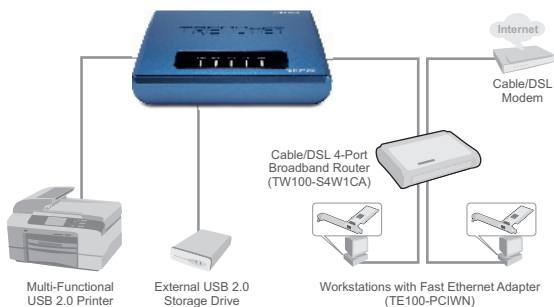 Internet
Cable/DSL
Modem
Cable/DSL 4-Port
Broadband Router
(TW100-S4W1CA)
Multi-Functional
USB 2.0 Printer
External USB 2.0
Storage Drive
Workstations with Fast Ethernet Adapter
(TE100-PCIWN)